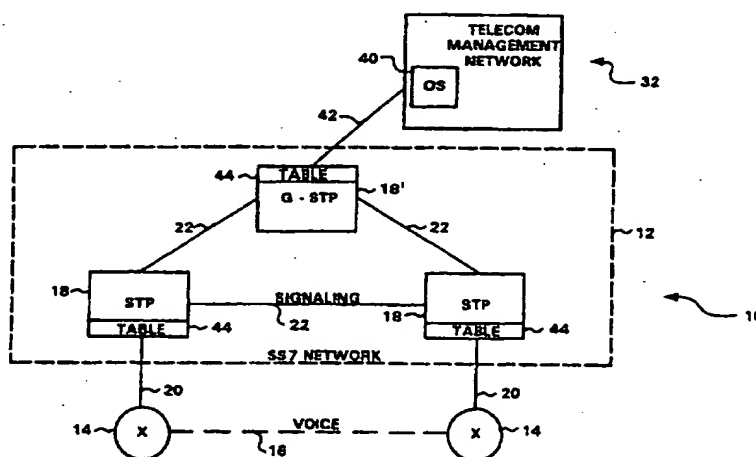 TELECOM
MANAGEMENT
NETWORK
40
OS
32
42
44
TABLE
G - STP
18'
22
22
12
18
STP
SIGNALING
22
18
STP
TABLE
44
TABLE
44
SS7 NETWORK
20
20
14
X
VOICE
16
X
14